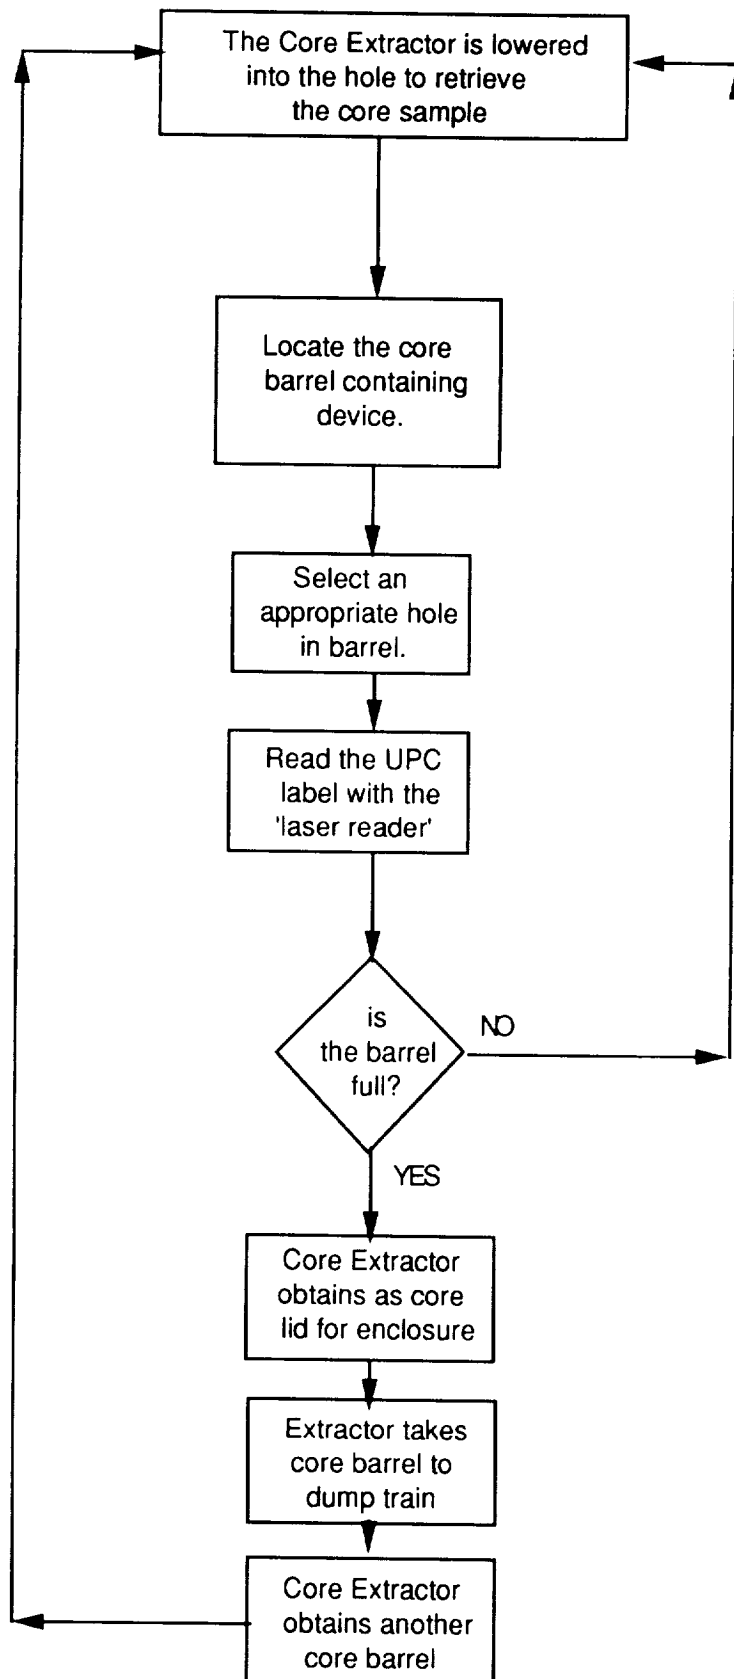 The Core Extractor is lowered
into the hole to retrieve
the core sample
Locate the core
barrel containing
device.
Select an
appropriate hole
in barrel.
Read the UPC
label with the
'laser reader'
is
the barrel
full?
NO
YES
Core Extractor
obtains as core
lid for enclosure
Extractor takes
core barrel to
dump train
Core Extractor
obtains another
core barrel